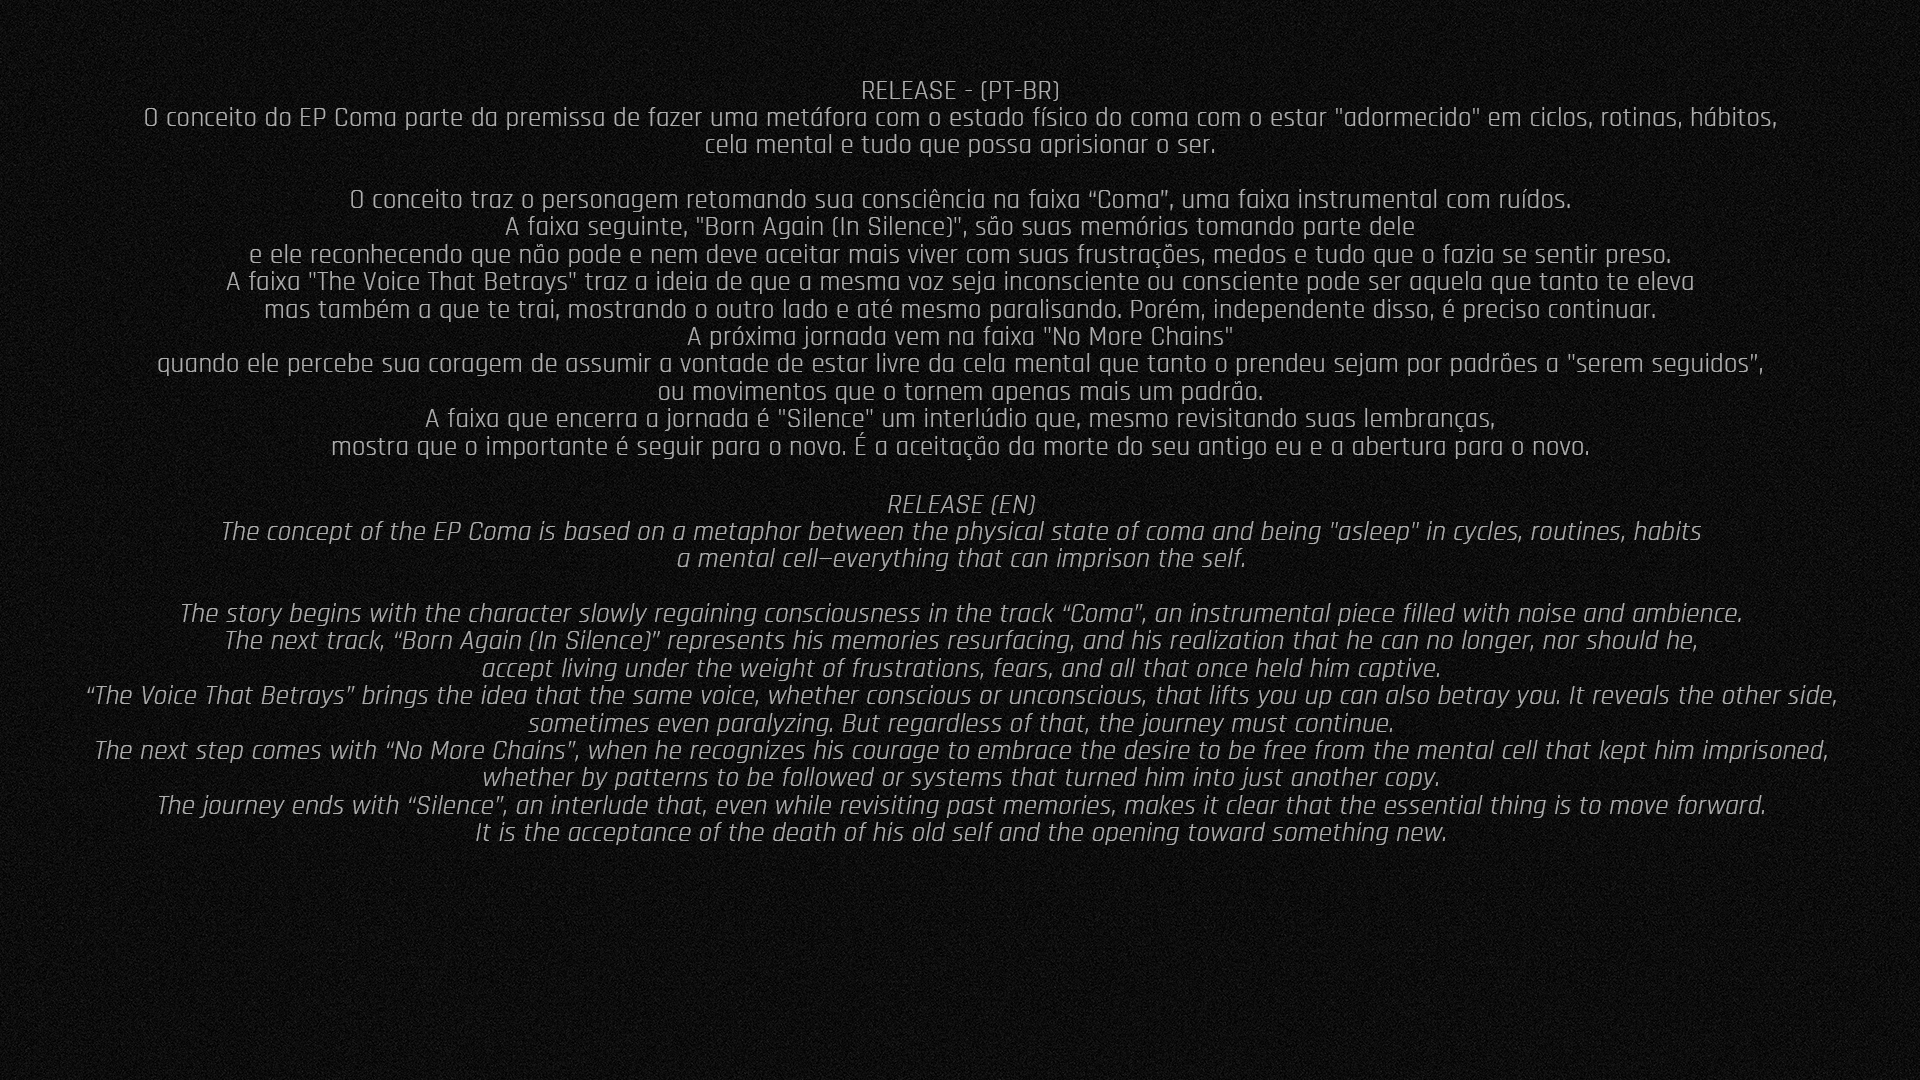 RELEASE - (PT-BR)
O conceito do EP Coma parte da premissa de fazer uma metáfora com o estado físico do coma com o estar "adormecido" em ciclos, rotinas, hábitos,
cela mental e tudo que possa aprisionar o ser.
O conceito traz o personagem retomando sua consciência na faixa “Coma”, uma faixa instrumental com ruídos.
A faixa seguinte, "Born Again (In Silence)", são suas memórias tomando parte dele
e ele reconhecendo que não pode e nem deve aceitar mais viver com suas frustrações, medos e tudo que o fazia se sentir preso.
A faixa "The Voice That Betrays" traz a ideia de que a mesma voz seja inconsciente ou consciente pode ser aquela que tanto te eleva
mas também a que te trai, mostrando o outro lado e até mesmo paralisando. Porém, independente disso, é preciso continuar.
A próxima jornada vem na faixa "No More Chains"
quando ele percebe sua coragem de assumir a vontade de estar livre da cela mental que tanto o prendeu sejam por padrões a "serem seguidos”,
ou movimentos que o tornem apenas mais um padrão.
A faixa que encerra a jornada é "Silence" um interlúdio que, mesmo revisitando suas lembranças,
mostra que o importante é seguir para o novo. É a aceitação da morte do seu antigo eu e a abertura para o novo.
RELEASE (EN)
The concept of the EP Coma is based on a metaphor between the physical state of coma and being "asleep" in cycles, routines, habits
a mental cell—everything that can imprison the self.
The story begins with the character slowly regaining consciousness in the track “Coma”, an instrumental piece filled with noise and ambience.
The next track, “Born Again (In Silence)” represents his memories resurfacing, and his realization that he can no longer, nor should he,
accept living under the weight of frustrations, fears, and all that once held him captive.
“The Voice That Betrays” brings the idea that the same voice, whether conscious or unconscious, that lifts you up can also betray you. It reveals the other side,
sometimes even paralyzing. But regardless of that, the journey must continue.
The next step comes with “No More Chains”, when he recognizes his courage to embrace the desire to be free from the mental cell that kept him imprisoned,
whether by patterns to be followed or systems that turned him into just another copy.
The journey ends with “Silence”, an interlude that, even while revisiting past memories, makes it clear that the essential thing is to move forward.
It is the acceptance of the death of his old self and the opening toward something new.